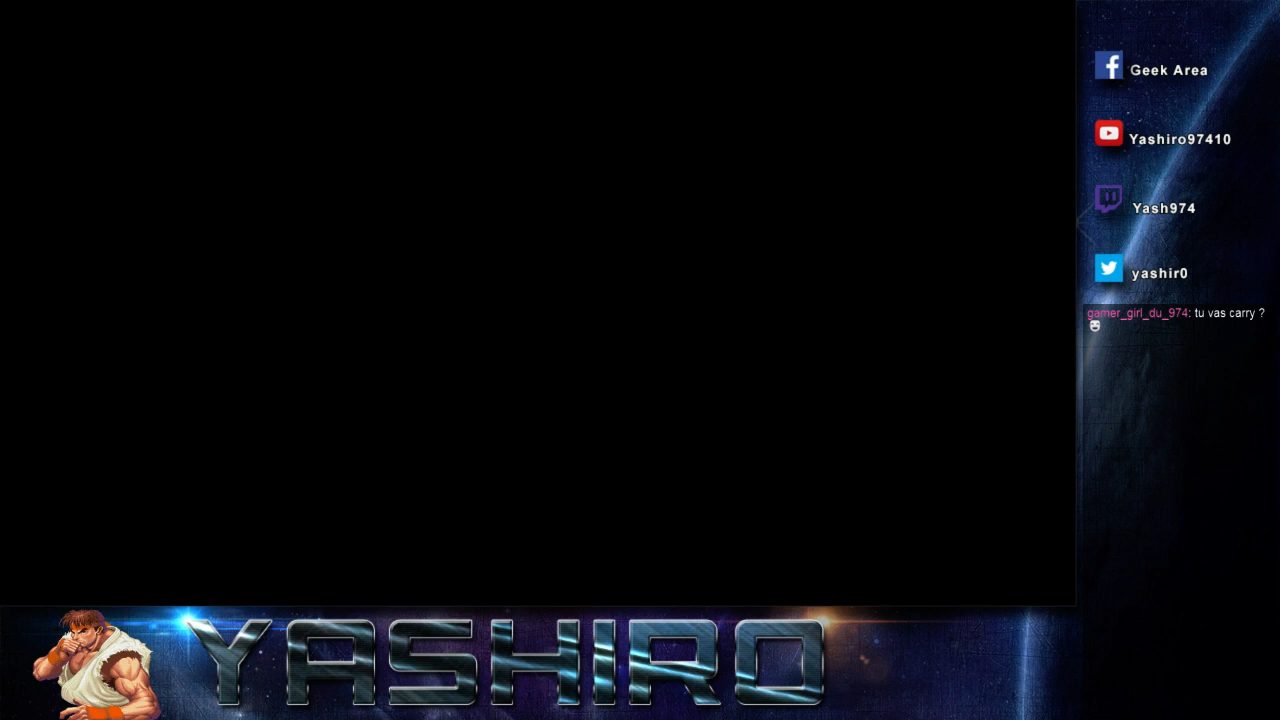 Geek Area
Yashiro97410
Yash974
yashir0
gamer_girl_du_974: tu vas carry ?
YASHIRO